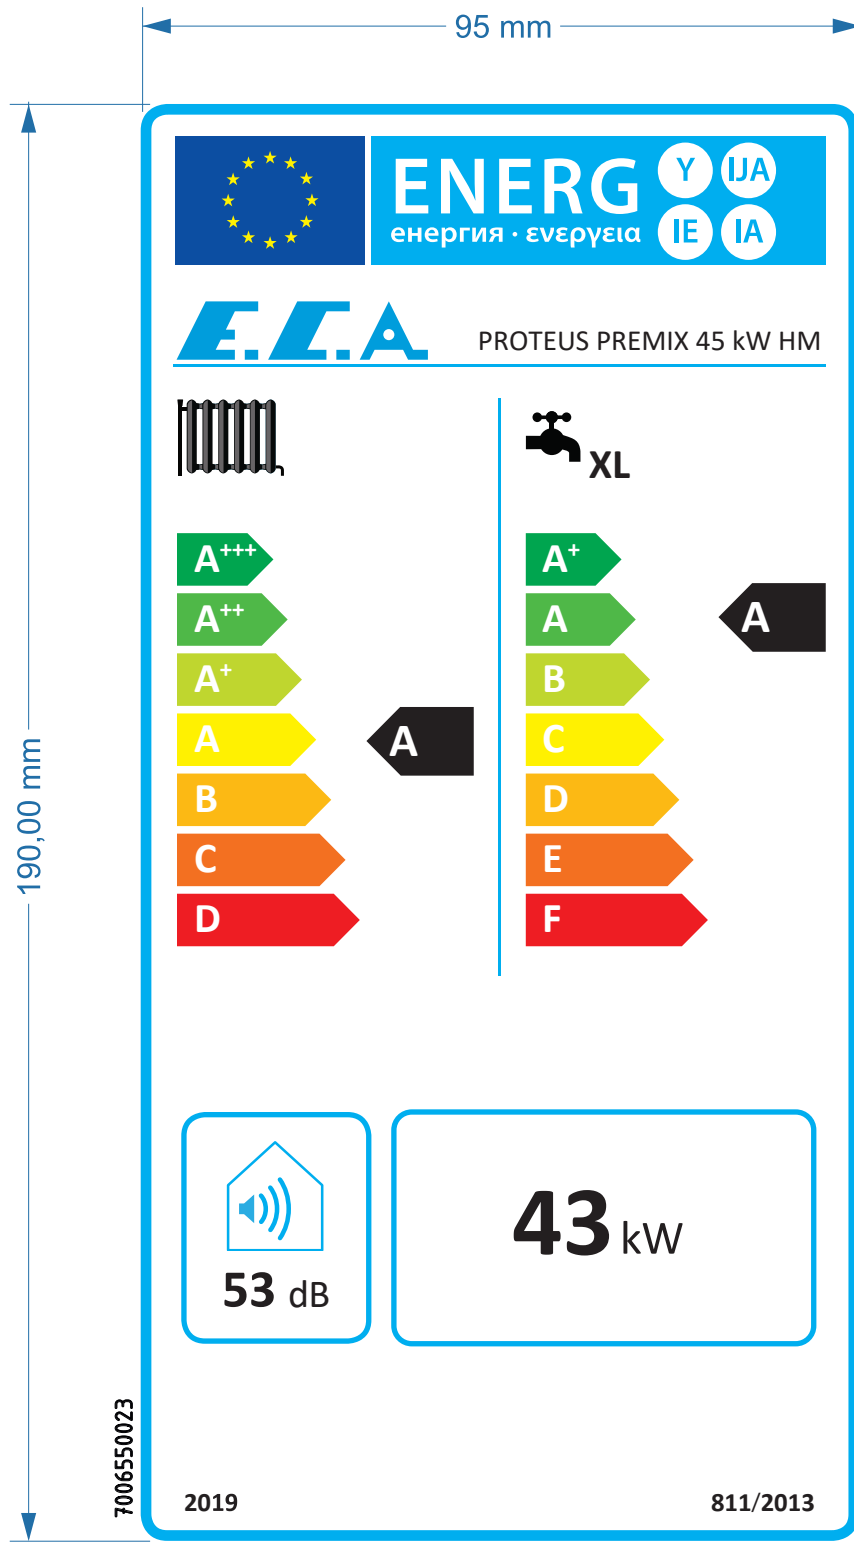 95 mm
190,00 mm
ENERG
енергия · ενεργεια
Y IJA
IE IA
E.C.A
PROTEUS PREMIX 45 kW HM
XL
A+++
A++
A+
A
B
C
D
A
A+
A
B
C
D
E
F
A
53 dB
43 kW
7006550023
2019
811/2013